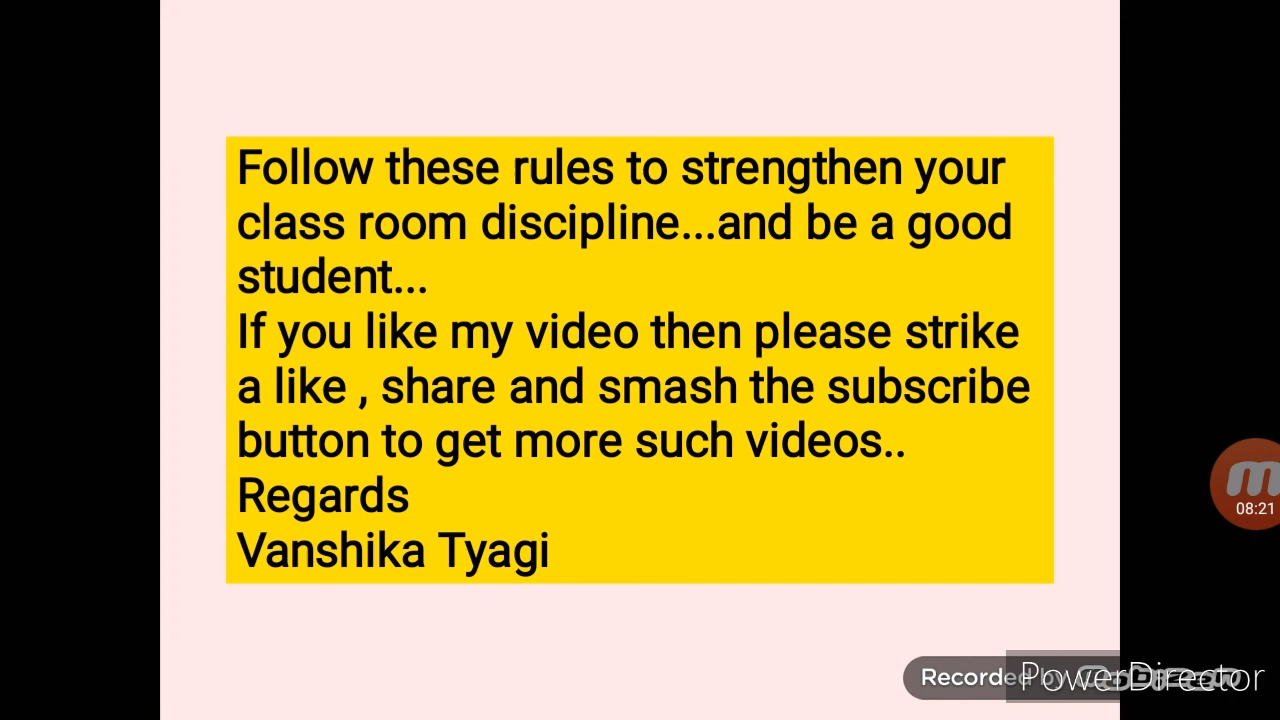 Follow these rules to strengthen your
class room discipline...and be a good
student...
If you like my video then please strike
a like , share and smash the subscribe
button to get more such videos..
Regards
Vanshika Tyagi
08:21
Recorded by
PowerDirector